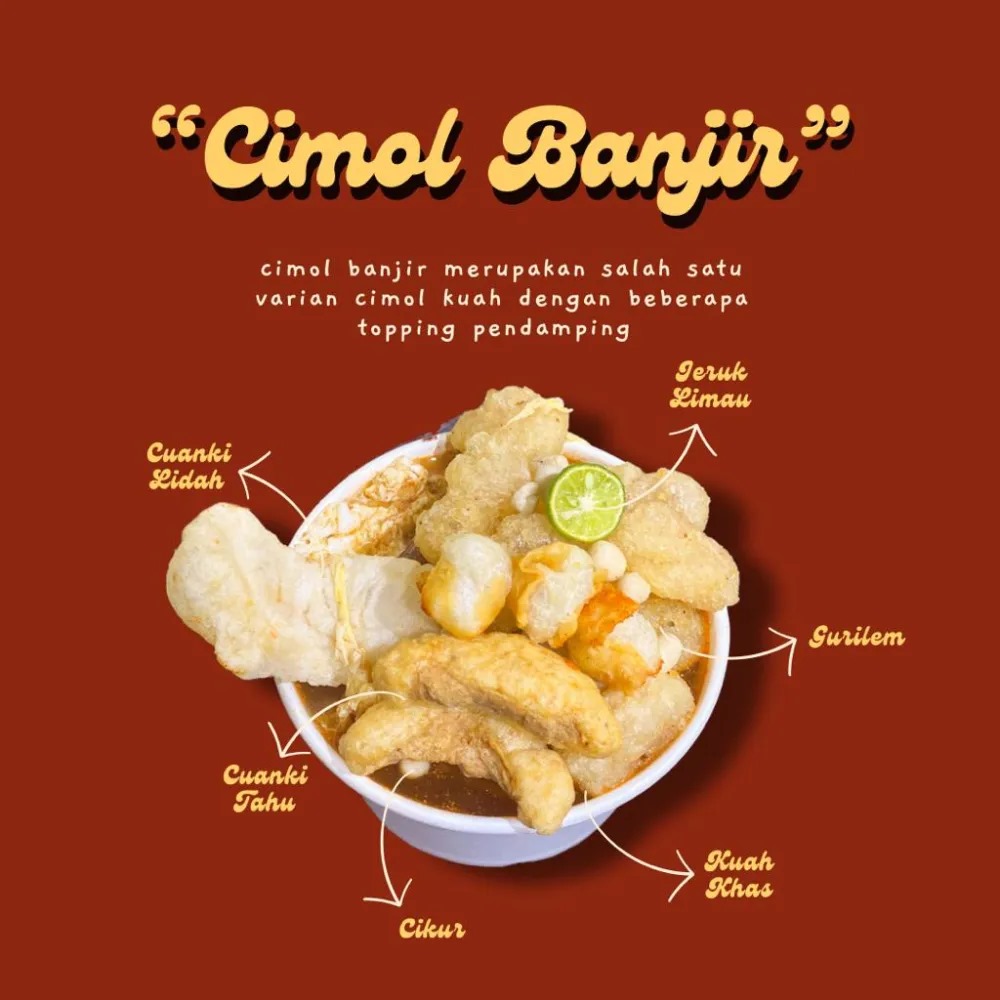 “Cimol Banjir”
cimol banjir merupakan salah satu
varian cimol kuah dengan beberapa
topping pendamping
Jeruk
Limau
Cuanki
Lidah
Gurilem
Cuanki
Tahu
Kuah
Khas
Cikur